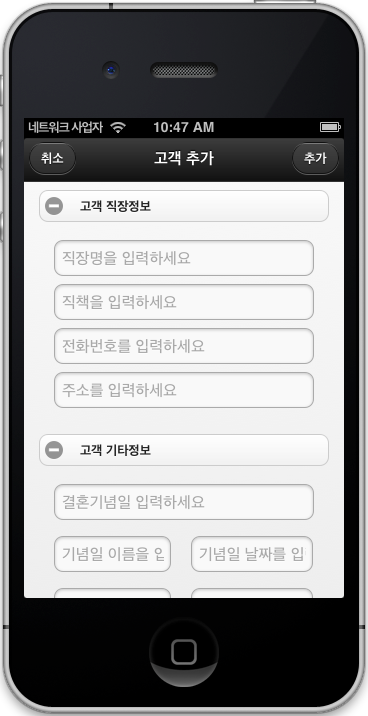 네트워크 사업자 10:47 AM
취소 고객 추가 추가
고객 직장정보
직장명을 입력하세요
직책을 입력하세요
전화번호를 입력하세요
주소를 입력하세요
고객 기타정보
결혼기념일 입력하세요
기념일 이름을 입 기념일 날짜를 입